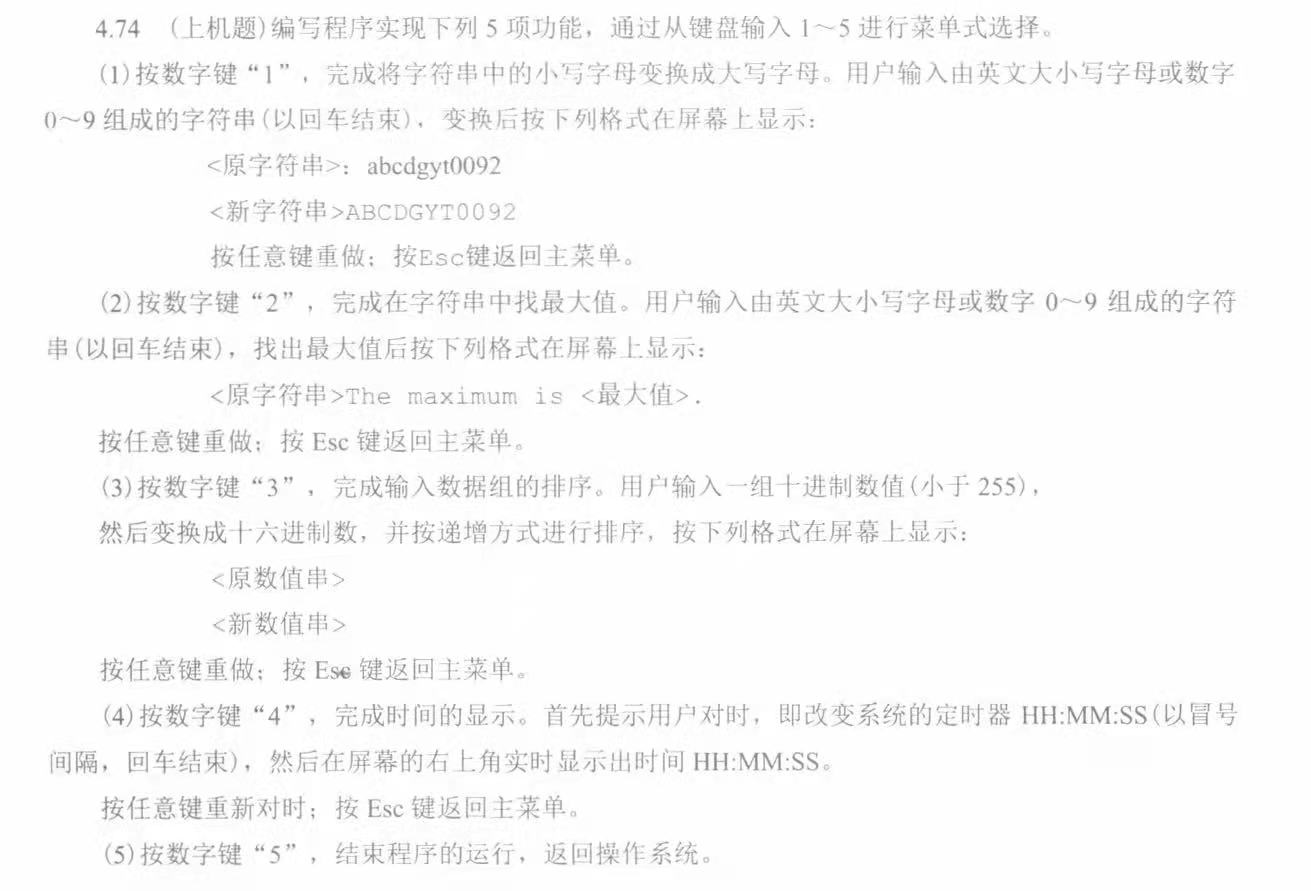 4.74 （上机题)编写程序实现下列 5 项功能，通过从键盘输入 1～5 进行菜单式选择。
(1)按数字键“1”，完成将字符串中的小写字母变换成大写字母。用户输入由英文大小写字母或数字
0～9 组成的字符串(以回车结束)，变换后按下列格式在屏幕上显示：
<原字符串>：abcdgyt0092
<新字符串>ABCDGYT0092
按任意键重做；按Esc键返回主菜单。
(2)按数字键“2”，完成在字符串中找最大值。用户输入由英文大小写字母或数字 0～9 组成的字符
串(以回车结束)，找出最大值后按下列格式在屏幕上显示：
<原字符串>The maximum is <最大值>.
按任意键重做；按 Esc 键返回主菜单。
(3)按数字键“3”，完成输入数据组的排序。用户输入一组十进制数值(小于 255)，
然后变换成十六进制数，并按递增方式进行排序，按下列格式在屏幕上显示：
<原数值串>
<新数值串>
按任意键重做；按 Esc 键返回主菜单。
(4)按数字键“4”，完成时间的显示。首先提示用户对时，即改变系统的定时器 HH:MM:SS(以冒号
间隔，回车结束)，然后在屏幕的右上角实时显示出时间 HH:MM:SS。
按任意键重新对时；按 Esc 键返回主菜单。
(5)按数字键“5”，结束程序的运行，返回操作系统。